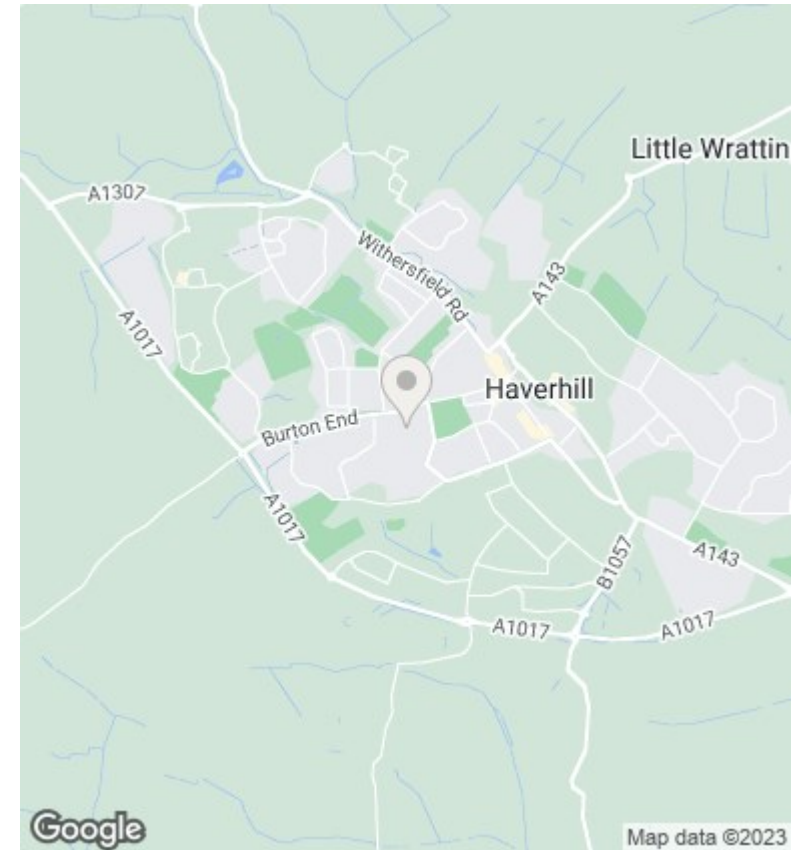 Little Wrattin
A1307
Withersfield Rd
A143
A1017
Haverhill
Burton End
A1017
A143
B1057
A1017
A1017
Google
Map data ©2023